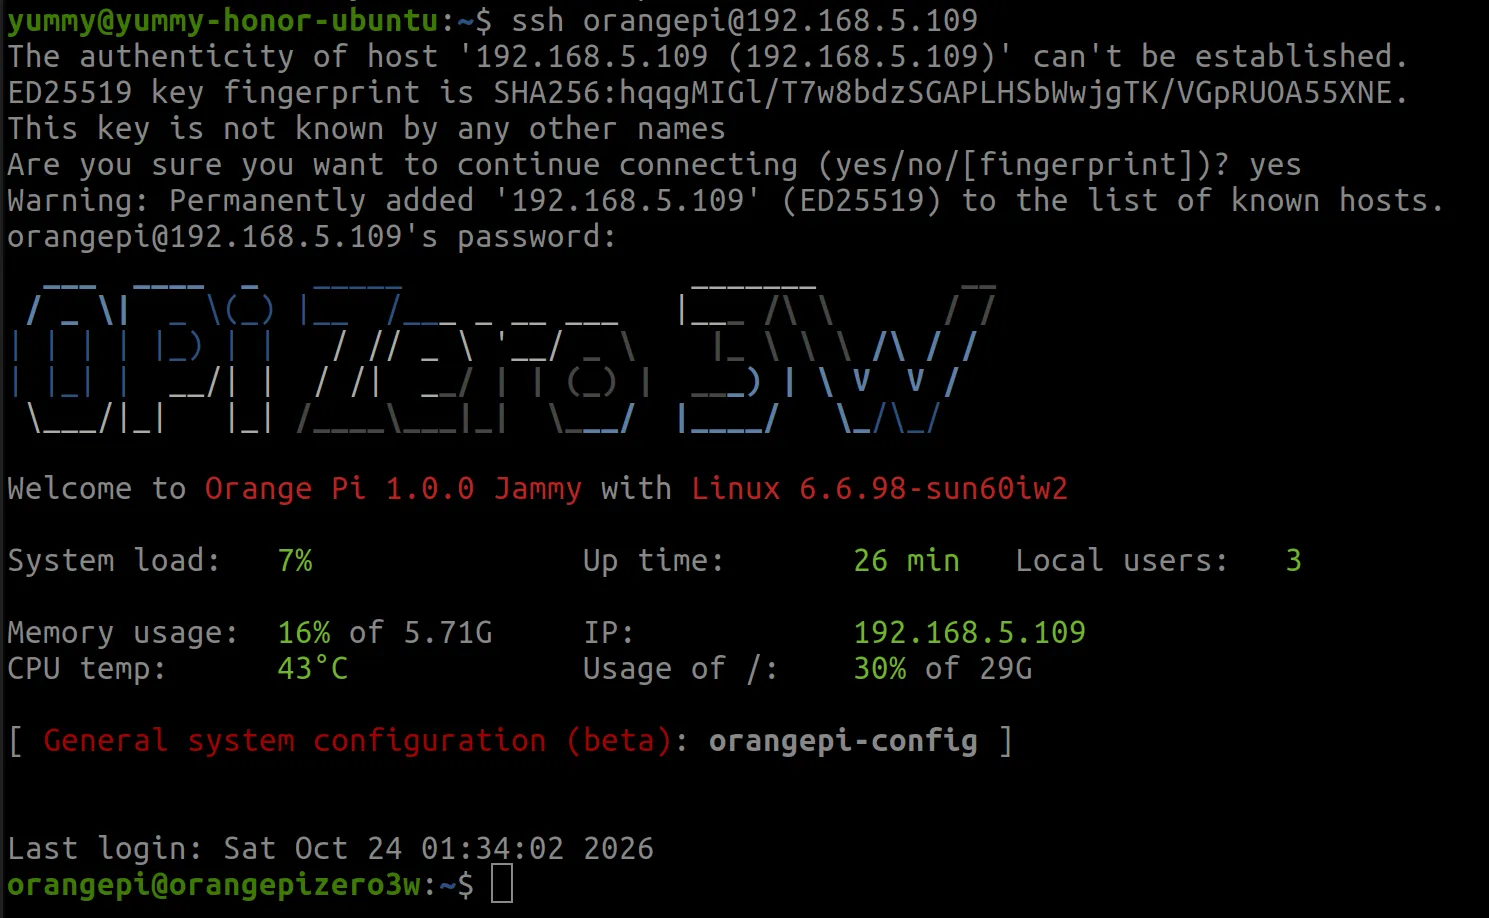 yummy@yummy-honor-ubuntu:~$ ssh orangepi@192.168.5.109
The authenticity of host '192.168.5.109 (192.168.5.109)' can't be established.
ED25519 key fingerprint is SHA256:hqqgMIGl/T7w8bdzSGAPLHSbWwjgTK/VGpRUOA55XNE.
This key is not known by any other names
Are you sure you want to continue connecting (yes/no/[fingerprint])? yes
Warning: Permanently added '192.168.5.109' (ED25519) to the list of known hosts.
orangepi@192.168.5.109's password:
OPi Zero 3W
Welcome to Orange Pi 1.0.0 Jammy with Linux 6.6.98-sun60iw2
System load: 7% Up time: 26 min Local users: 3
Memory usage: 16% of 5.71G IP: 192.168.5.109
CPU temp: 43°C Usage of /: 30% of 29G
[ General system configuration (beta): orangepi-config ]
Last login: Sat Oct 24 01:34:02 2026
orangepi@orangepizero3w:~$